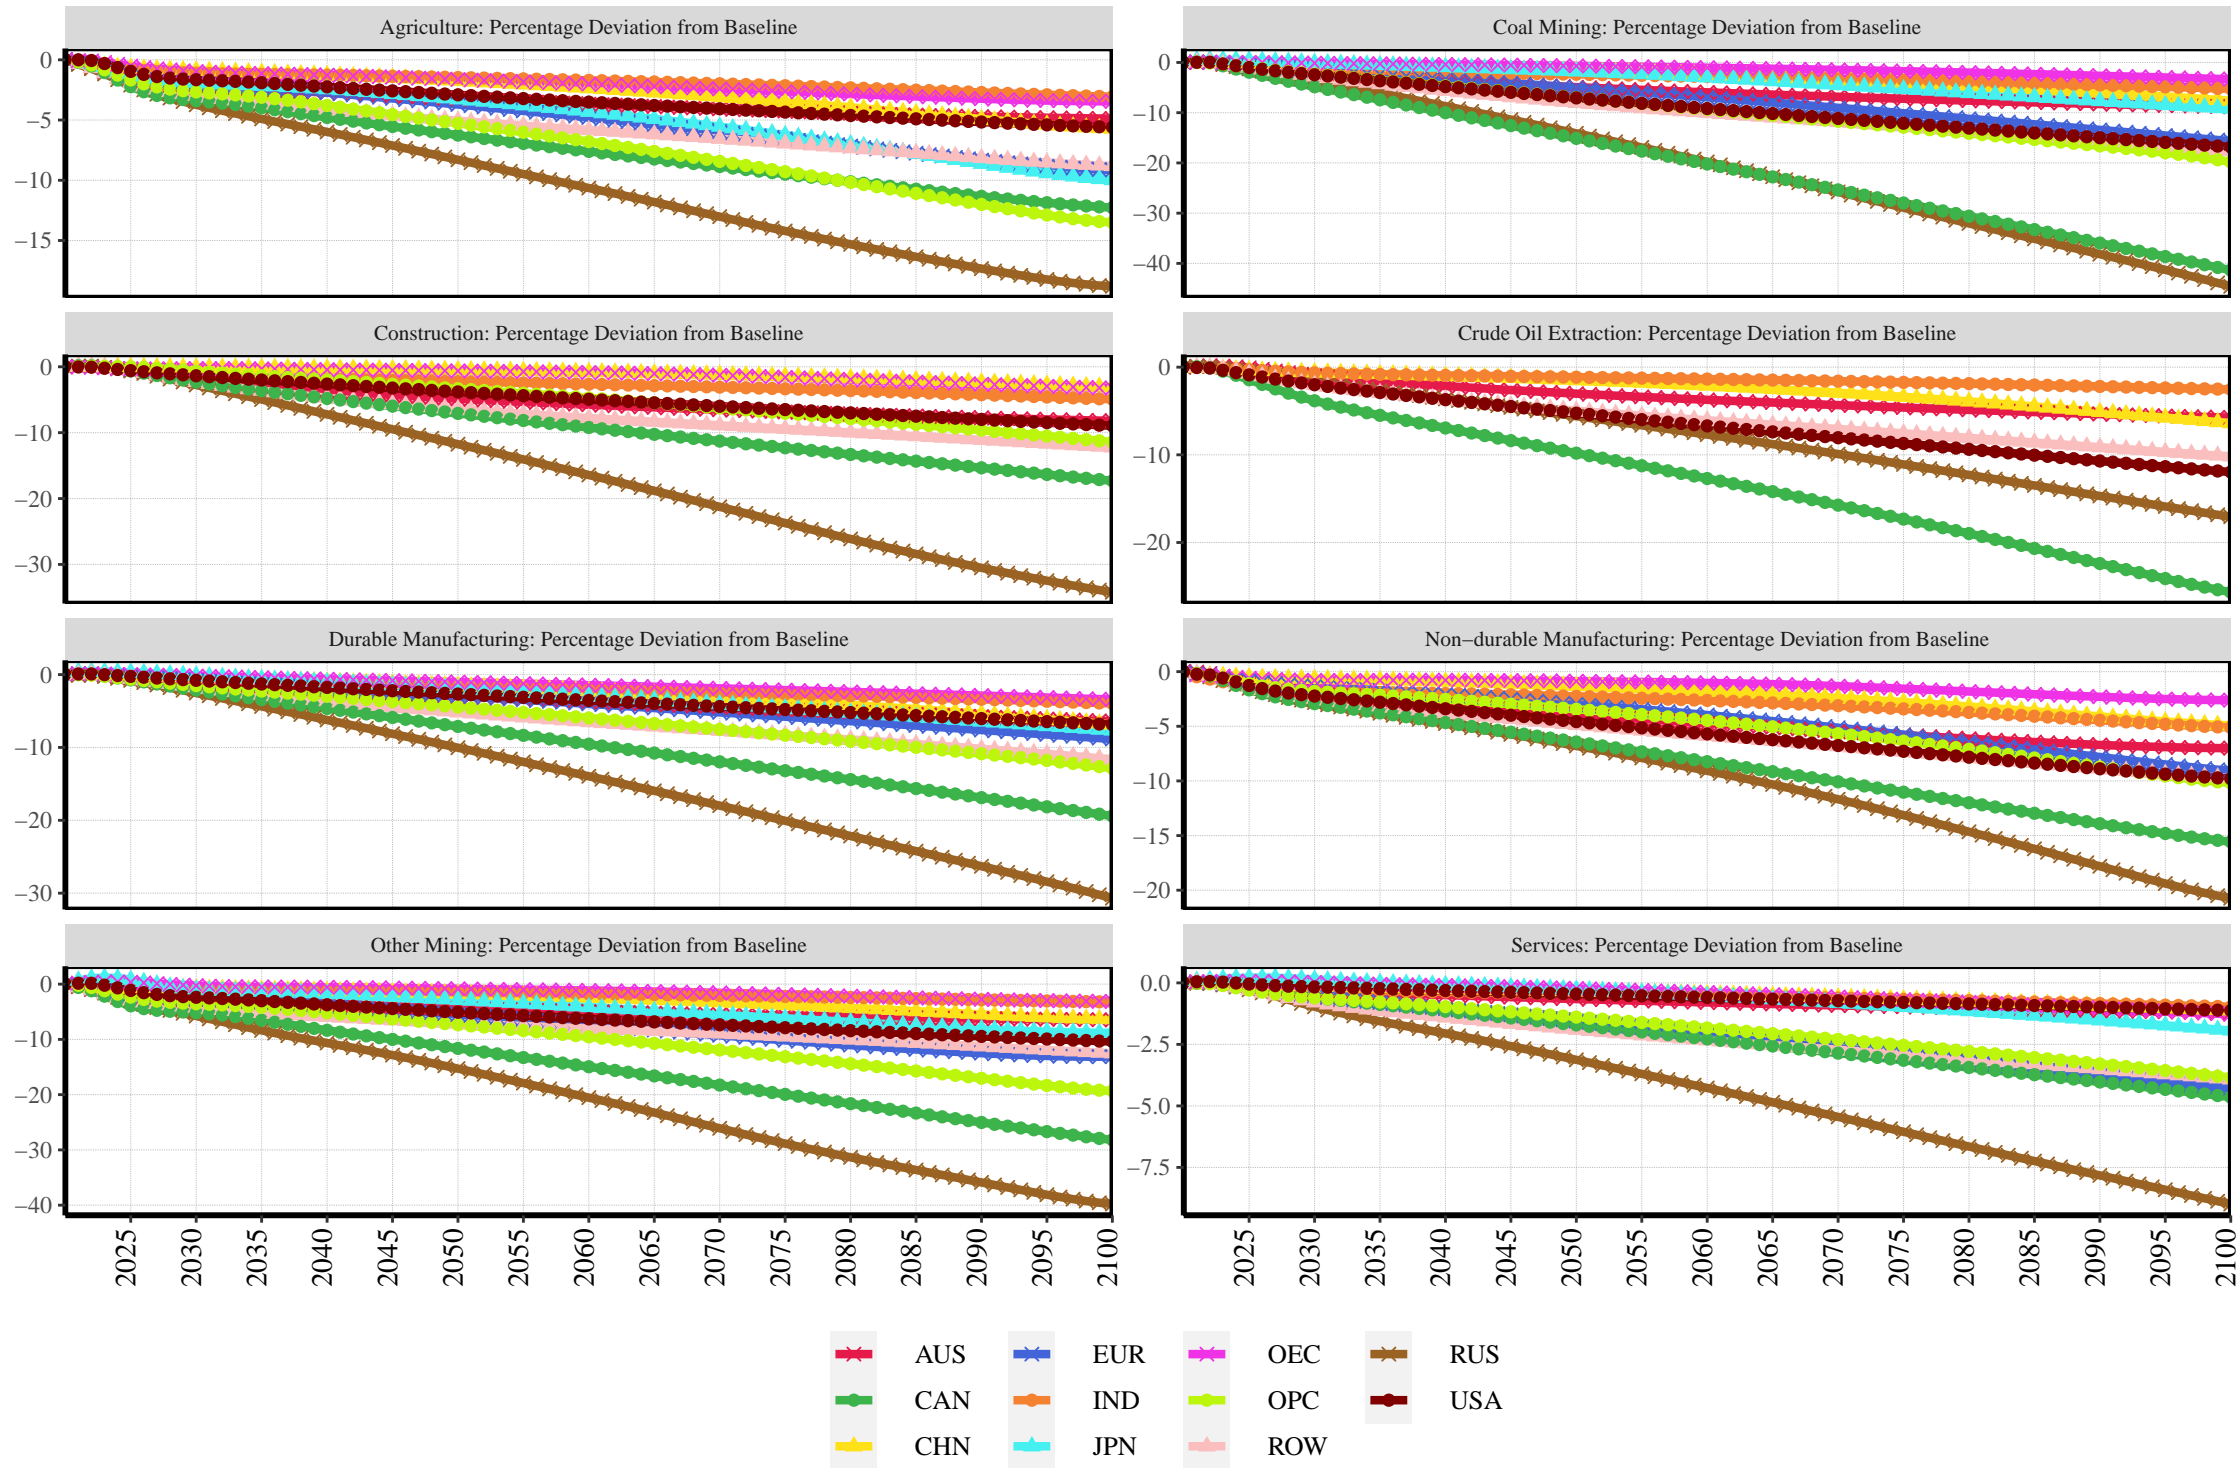 Agriculture: Percentage Deviation from Baseline
0
−5
−10
−15
Coal Mining: Percentage Deviation from Baseline
0
−10
−20
−30
−40
Construction: Percentage Deviation from Baseline
0
−10
−20
−30
Crude Oil Extraction: Percentage Deviation from Baseline
0
−10
−20
Durable Manufacturing: Percentage Deviation from Baseline
0
−10
−20
−30
Non−durable Manufacturing: Percentage Deviation from Baseline
0
−5
−10
−15
−20
Other Mining: Percentage Deviation from Baseline
0
−10
−20
−30
−40
Services: Percentage Deviation from Baseline
0.0
−2.5
−5.0
−7.5
2025 2030 2035 2040 2045 2050 2055 2060 2065 2070 2075 2080 2085 2090 2095 2100
2025 2030 2035 2040 2045 2050 2055 2060 2065 2070 2075 2080 2085 2090 2095 2100
AUS EUR OEC RUS
CAN IND OPC USA
CHN JPN ROW